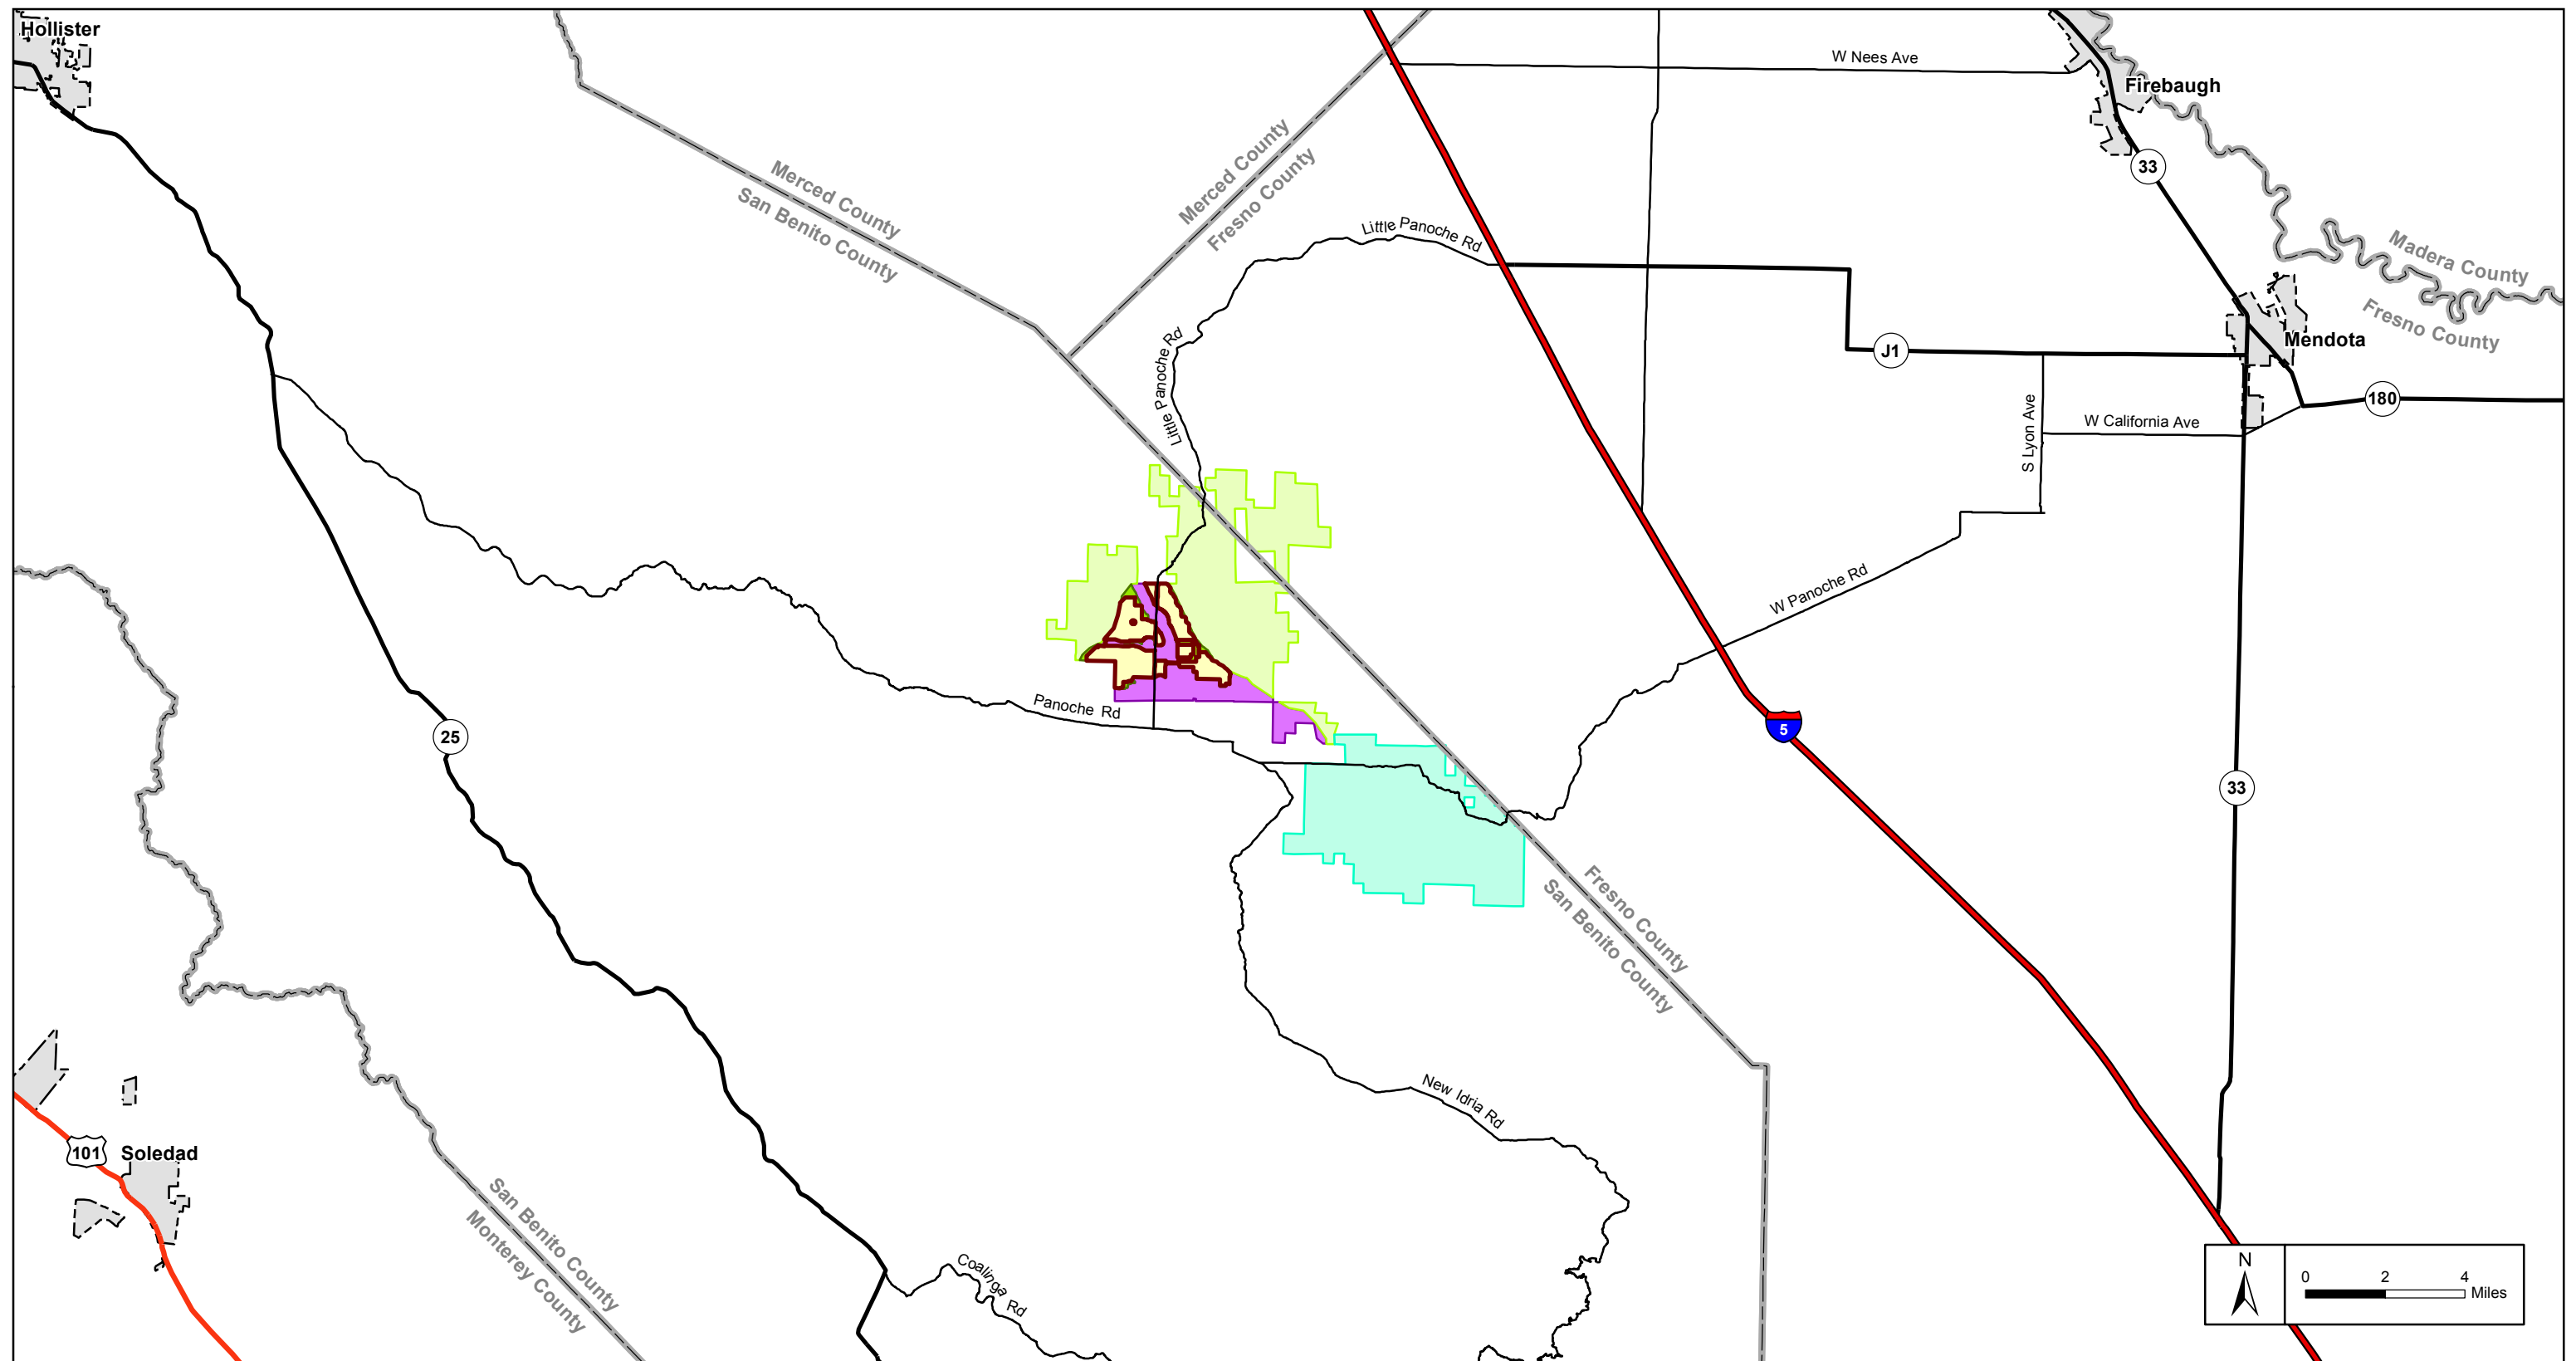 Hollister
W Nees Ave
Firebaugh
33
Merced County
San Benito County
Merced County
Fresno County
Little Panoche Rd
Madera County
Fresno County
Little Panoche Rd
J1
Mendota
180
S Lyon Ave
W California Ave
W Panoche Rd
Panoche Rd
25
5
33
Fresno County
San Benito County
New Idria Rd
101
Soledad
San Benito County
Monterey County
Coalinga Rd
N
0 2 4
Miles